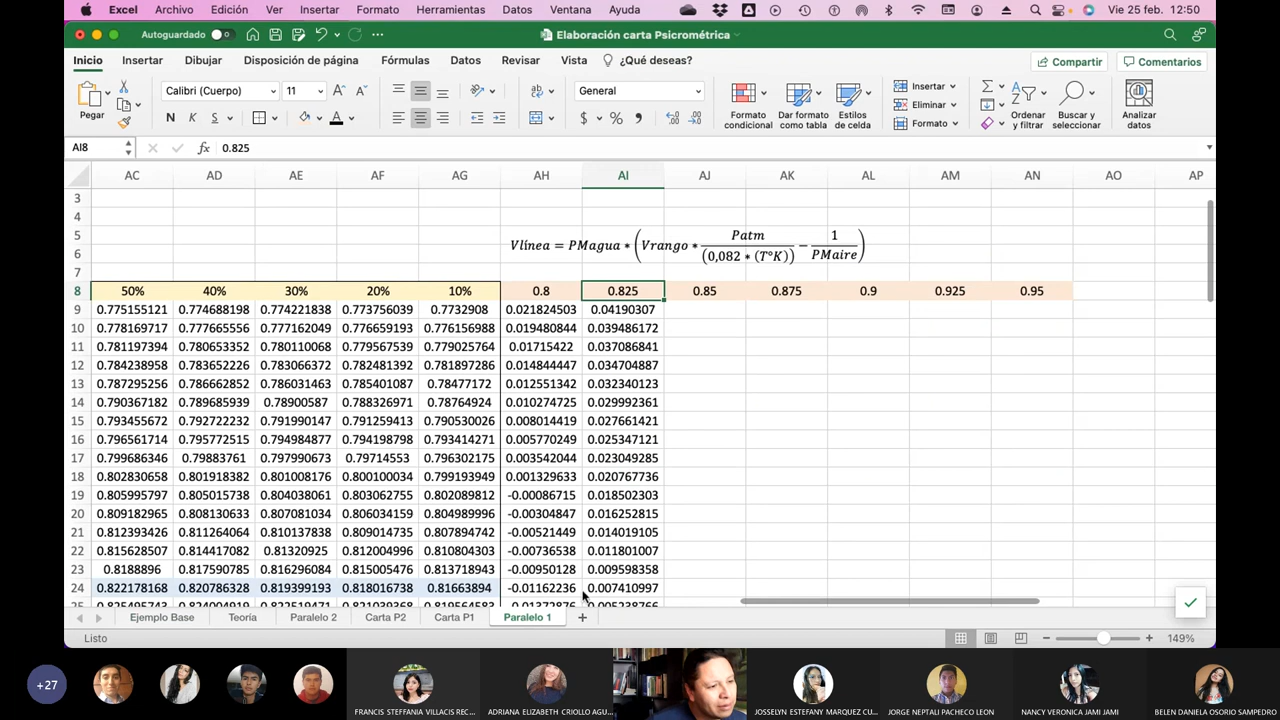 Excel Archivo Edición Ver Insertar Formato Herramientas Datos Ventana Ayuda Vie 25 feb. 12:50
Autoguardado Elaboración carta Psicrométrica
Inicio Insertar Dibujar Disposición de página Fórmulas Datos Revisar Vista ¿Qué deseas? Compartir Comentarios
Pegar Calibri (Cuerpo) 11 General
N K S
Formato condicional Dar formato como tabla Estilos de celda
Insertar
Eliminar
Formato
Ordenar y filtrar Buscar y seleccionar Analizar datos
AI8 fx 0.825
AC AD AE AF AG AH AI AJ AK AL AM AN AO AP
3
4
5
6
7
Vlínea = PMagua * (Vrango * Patm / (0,082 * (T°K)) − 1 / PMaire)
8 50% 40% 30% 20% 10% 0.8 0.825 0.85 0.875 0.9 0.925 0.95
9 0.775155121 0.774688198 0.774221838 0.773756039 0.7732908 0.021824503 0.04190307
10 0.778169717 0.777665556 0.777162049 0.776659193 0.776156988 0.019480844 0.039486172
11 0.781197394 0.780653352 0.780110068 0.779567539 0.779025764 0.01715422 0.037086841
12 0.784238958 0.783652226 0.783066372 0.782481392 0.781897286 0.014844447 0.034704887
13 0.787295256 0.786662852 0.786031463 0.785401087 0.78477172 0.012551342 0.032340123
14 0.790367182 0.789685939 0.78900587 0.788326971 0.78764924 0.010274725 0.029992361
15 0.793455672 0.792722232 0.791990147 0.791259413 0.790530026 0.008014419 0.027661421
16 0.796561714 0.795772515 0.794984877 0.794198798 0.793414271 0.005770249 0.025347121
17 0.799686346 0.79883761 0.797990673 0.79714553 0.796302175 0.003542044 0.023049285
18 0.802830658 0.801918382 0.801008176 0.800100034 0.799193949 0.001329633 0.020767736
19 0.805995797 0.805015738 0.804038061 0.803062755 0.802089812 -0.00086715 0.018502303
20 0.809182965 0.808130633 0.807081034 0.806034159 0.804989996 -0.00304847 0.016252815
21 0.812393426 0.811264064 0.810137838 0.809014735 0.807894742 -0.00521449 0.014019105
22 0.815628507 0.814417082 0.81320925 0.812004996 0.810804303 -0.00736538 0.011801007
23 0.8188896 0.817590785 0.816296084 0.815005476 0.813718943 -0.00950128 0.009598358
24 0.822178168 0.820786328 0.819399193 0.818016738 0.81663894 -0.01162236 0.007410997
Ejemplo Base Teoría Paralelo 2 Carta P2 Carta P1 Paralelo 1
Listo 149%
+27 FRANCIS STEFFANIA VILLACIS REC... ADRIANA ELIZABETH CRIOLLO AGU... JOSSELYN ESTEFANY MARQUEZ CU... JORGE NEPTALI PACHECO LEON NANCY VERONICA JAMI JAMI BELEN DANIELA OSORIO SAMPEDRO